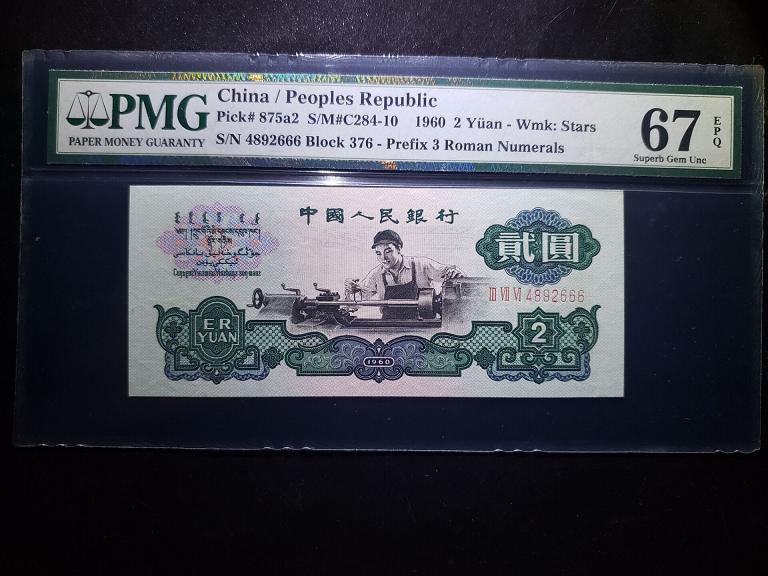 PMG
PAPER MONEY GUARANTY
China / Peoples Republic
Pick# 875a2 S/M#C284-10 1960 2 Yüan - Wmk: Stars
S/N 4892666 Block 376 - Prefix 3 Roman Numerals
67
EPQ
Superb Gem Unc
中國人民銀行
貳圓
III VII VI 4892666
ER
YUAN
1960
2